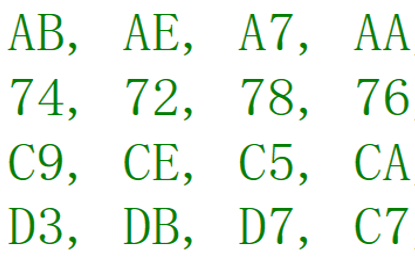 AB, AE, A7, AA
74, 72, 78, 76
C9, CE, C5, CA
D3, DB, D7, C7